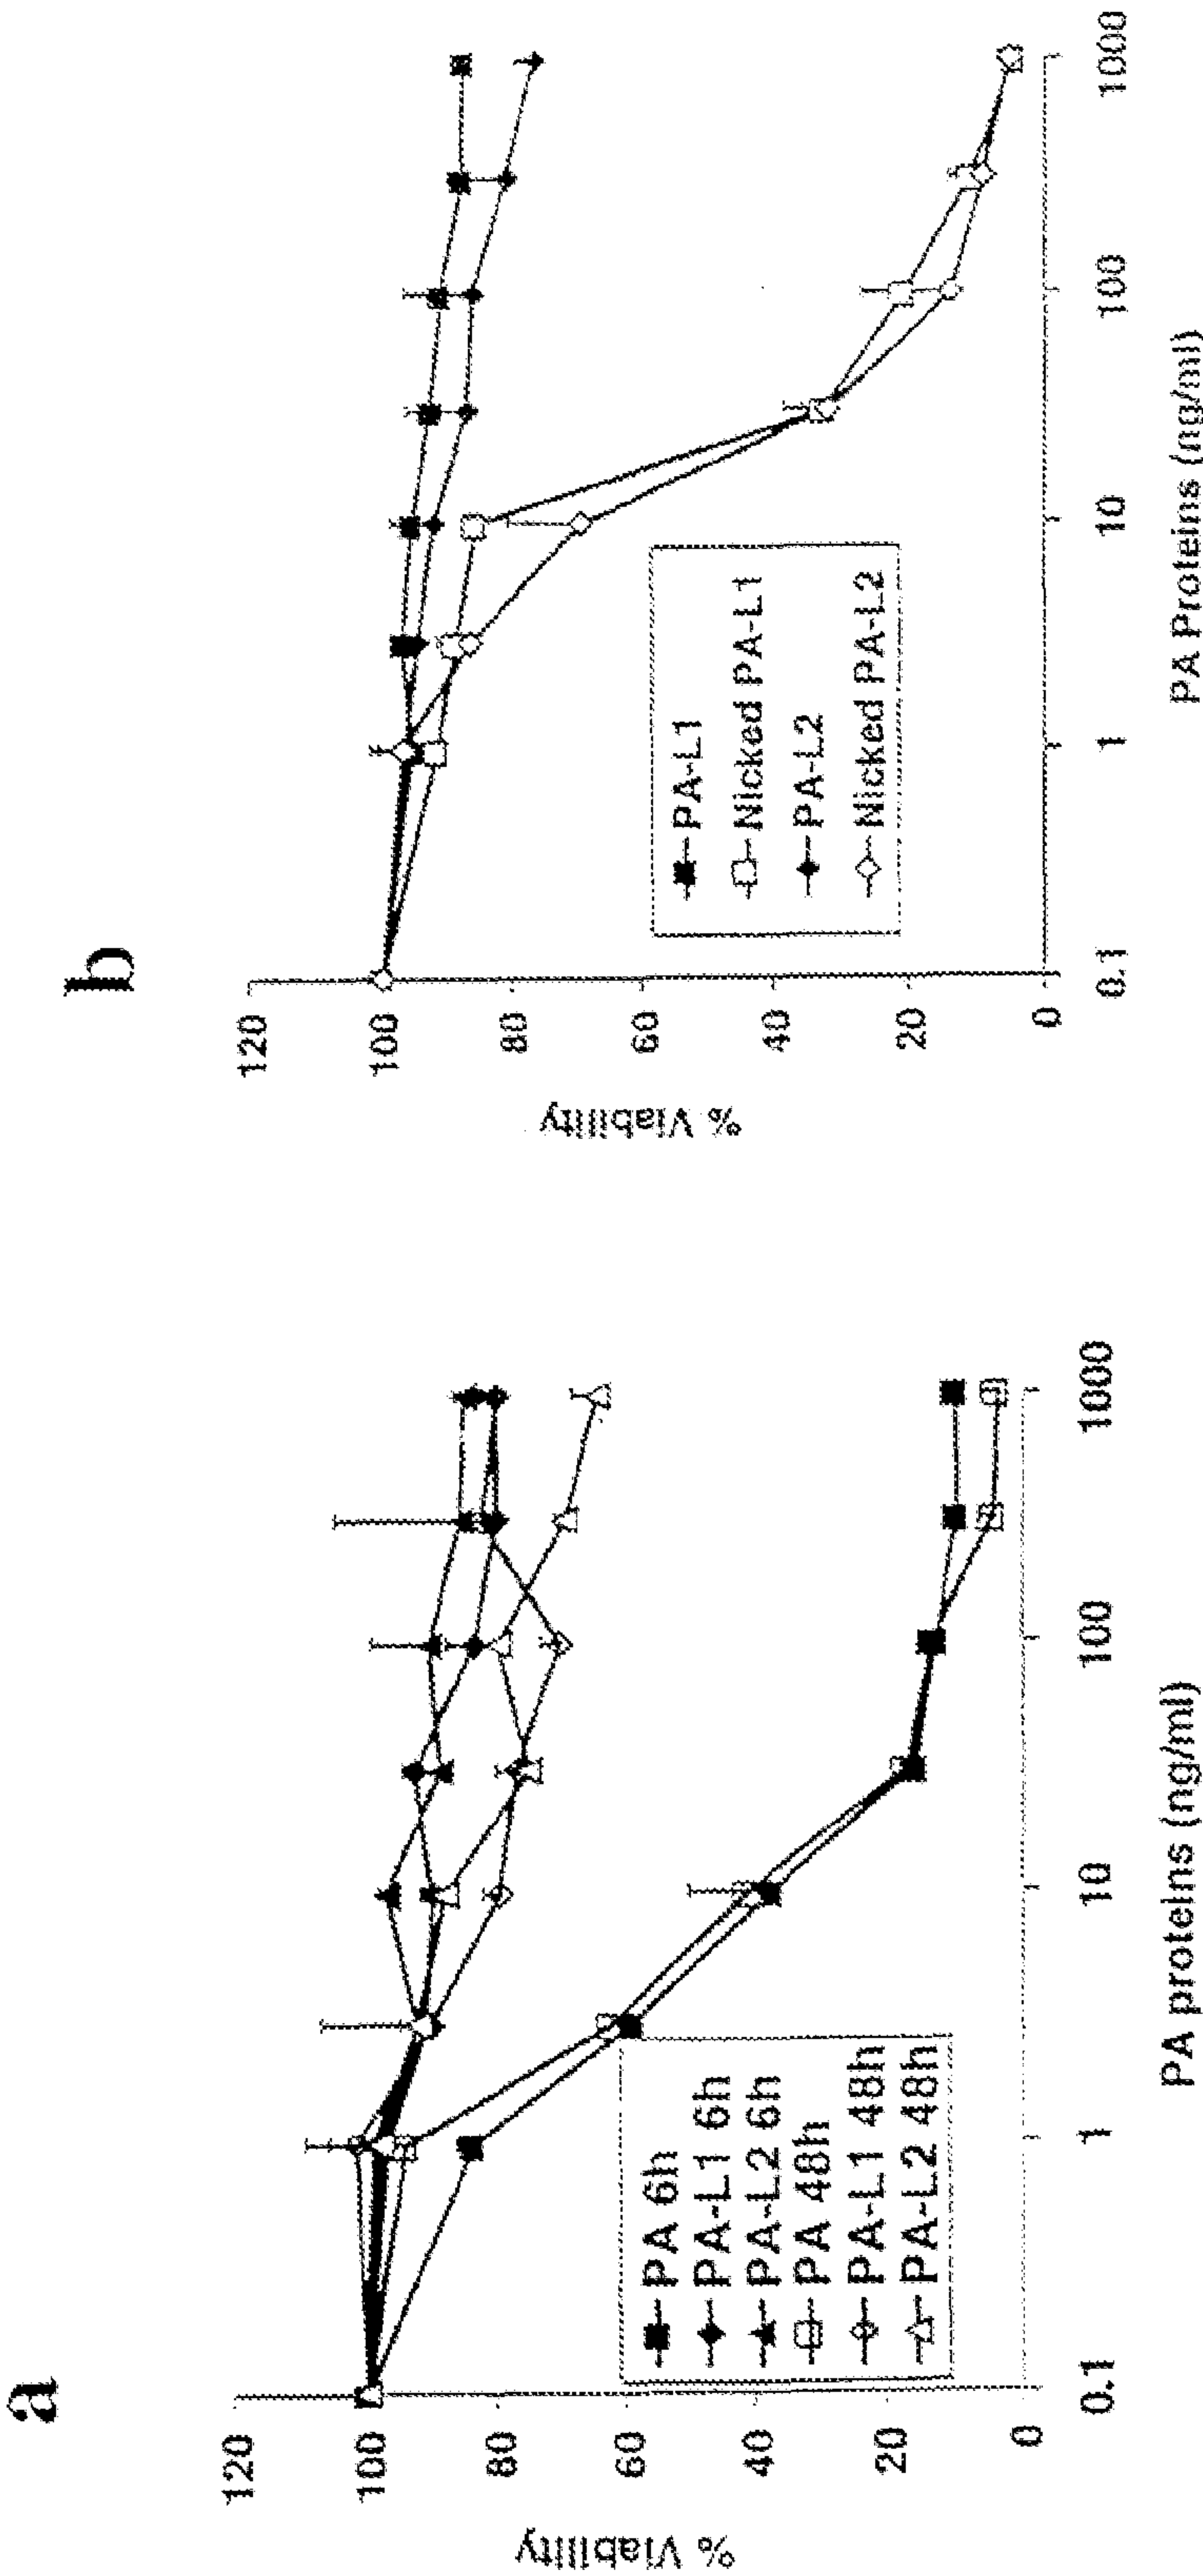 a
% Viability
120
100
80
60
40
20
0
PA 6h
PA-L1 6h
PA-L2 6h
PA 48h
PA-L1 48h
PA-L2 48h
0.1
1
10
100
1000
PA proteins (ng/ml)
b
% Viability
120
100
80
60
40
20
0
PA-L1
Nicked PA-L1
PA-L2
Nicked PA-L2
0.1
1
10
100
1000
PA Proteins (ng/ml)